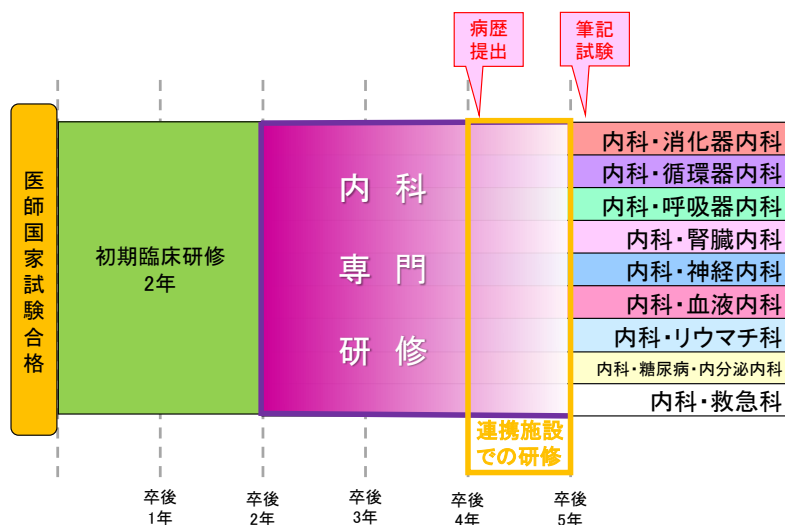 病歴
提出
筆記
試験
医師国家試験合格
初期臨床研修
2年
内 科
専 門
研 修
内科・消化器内科
内科・循環器内科
内科・呼吸器内科
内科・腎臓内科
内科・神経内科
内科・血液内科
内科・リウマチ科
内科・糖尿病・内分泌内科
内科・救急科
連携施設
での研修
卒後
1年
卒後
2年
卒後
3年
卒後
4年
卒後
5年